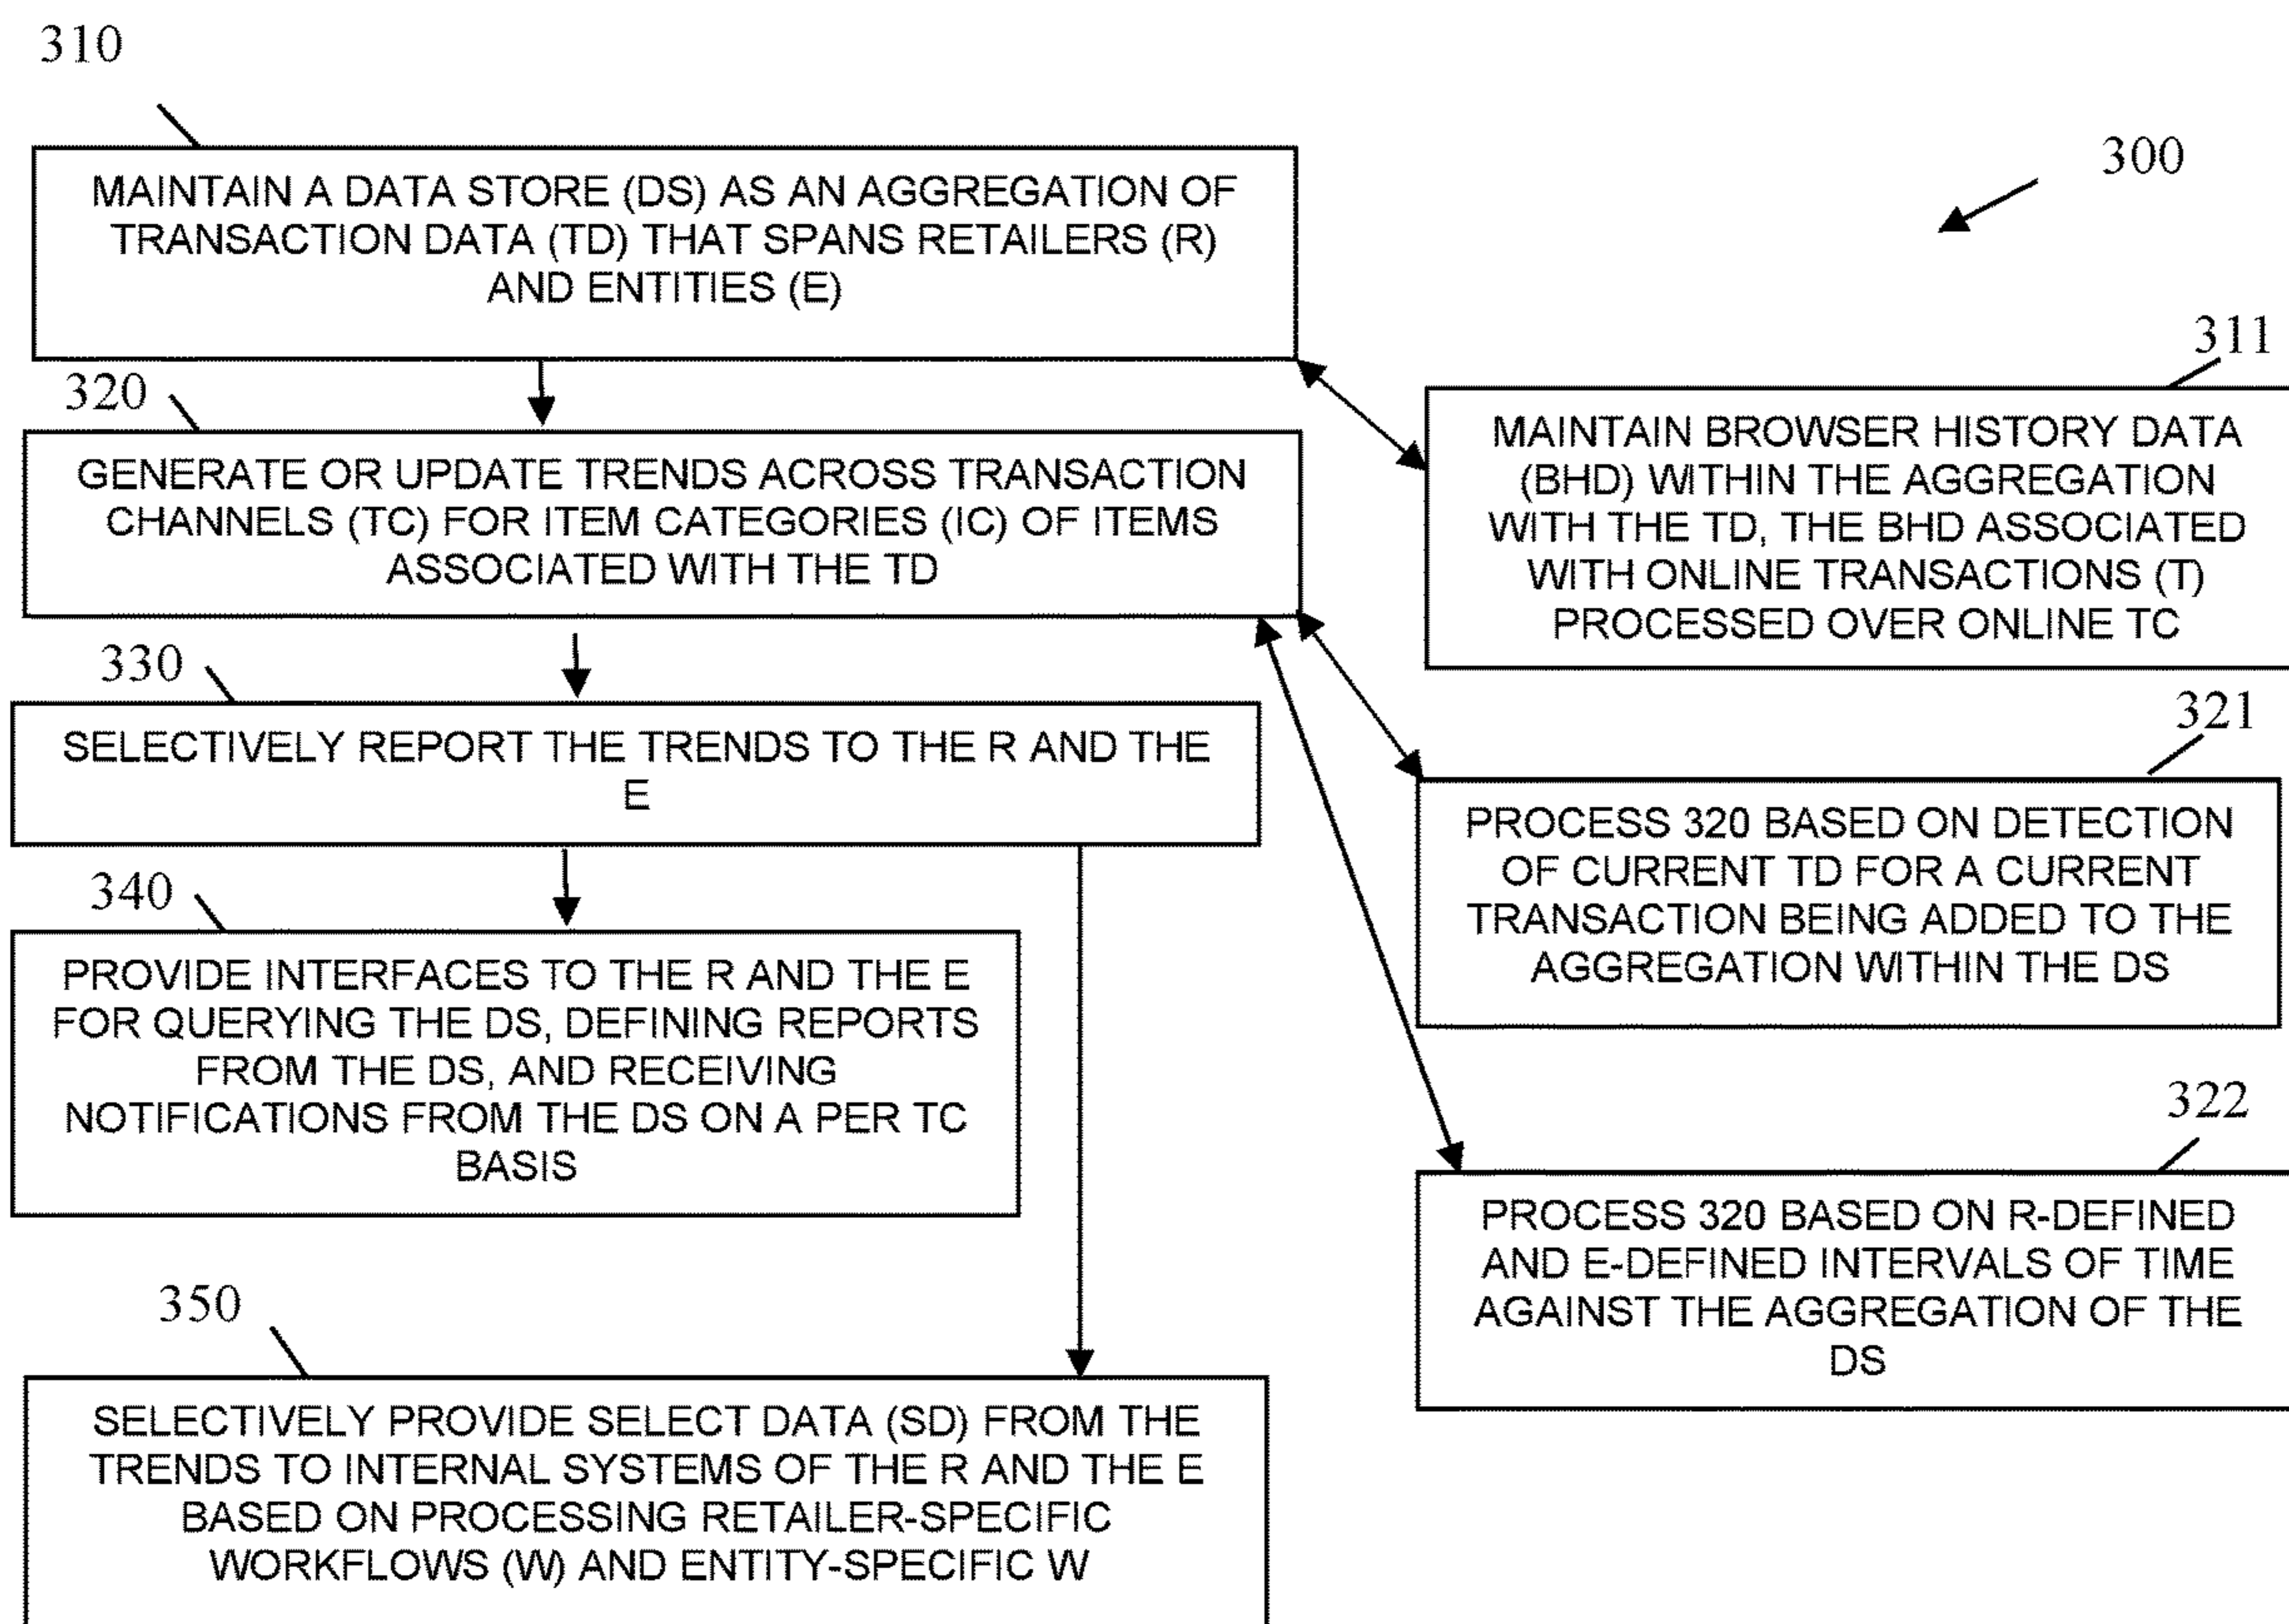 310
300
MAINTAIN A DATA STORE (DS) AS AN AGGREGATION OF
TRANSACTION DATA (TD) THAT SPANS RETAILERS (R)
AND ENTITIES (E)
311
MAINTAIN BROWSER HISTORY DATA
(BHD) WITHIN THE AGGREGATION
WITH THE TD, THE BHD ASSOCIATED
WITH ONLINE TRANSACTIONS (T)
PROCESSED OVER ONLINE TC
320
GENERATE OR UPDATE TRENDS ACROSS TRANSACTION
CHANNELS (TC) FOR ITEM CATEGORIES (IC) OF ITEMS
ASSOCIATED WITH THE TD
321
PROCESS 320 BASED ON DETECTION
OF CURRENT TD FOR A CURRENT
TRANSACTION BEING ADDED TO THE
AGGREGATION WITHIN THE DS
322
PROCESS 320 BASED ON R-DEFINED
AND E-DEFINED INTERVALS OF TIME
AGAINST THE AGGREGATION OF THE
DS
330
SELECTIVELY REPORT THE TRENDS TO THE R AND THE
E
340
PROVIDE INTERFACES TO THE R AND THE E
FOR QUERYING THE DS, DEFINING REPORTS
FROM THE DS, AND RECEIVING
NOTIFICATIONS FROM THE DS ON A PER TC
BASIS
350
SELECTIVELY PROVIDE SELECT DATA (SD) FROM THE
TRENDS TO INTERNAL SYSTEMS OF THE R AND THE E
BASED ON PROCESSING RETAILER-SPECIFIC
WORKFLOWS (W) AND ENTITY-SPECIFIC W